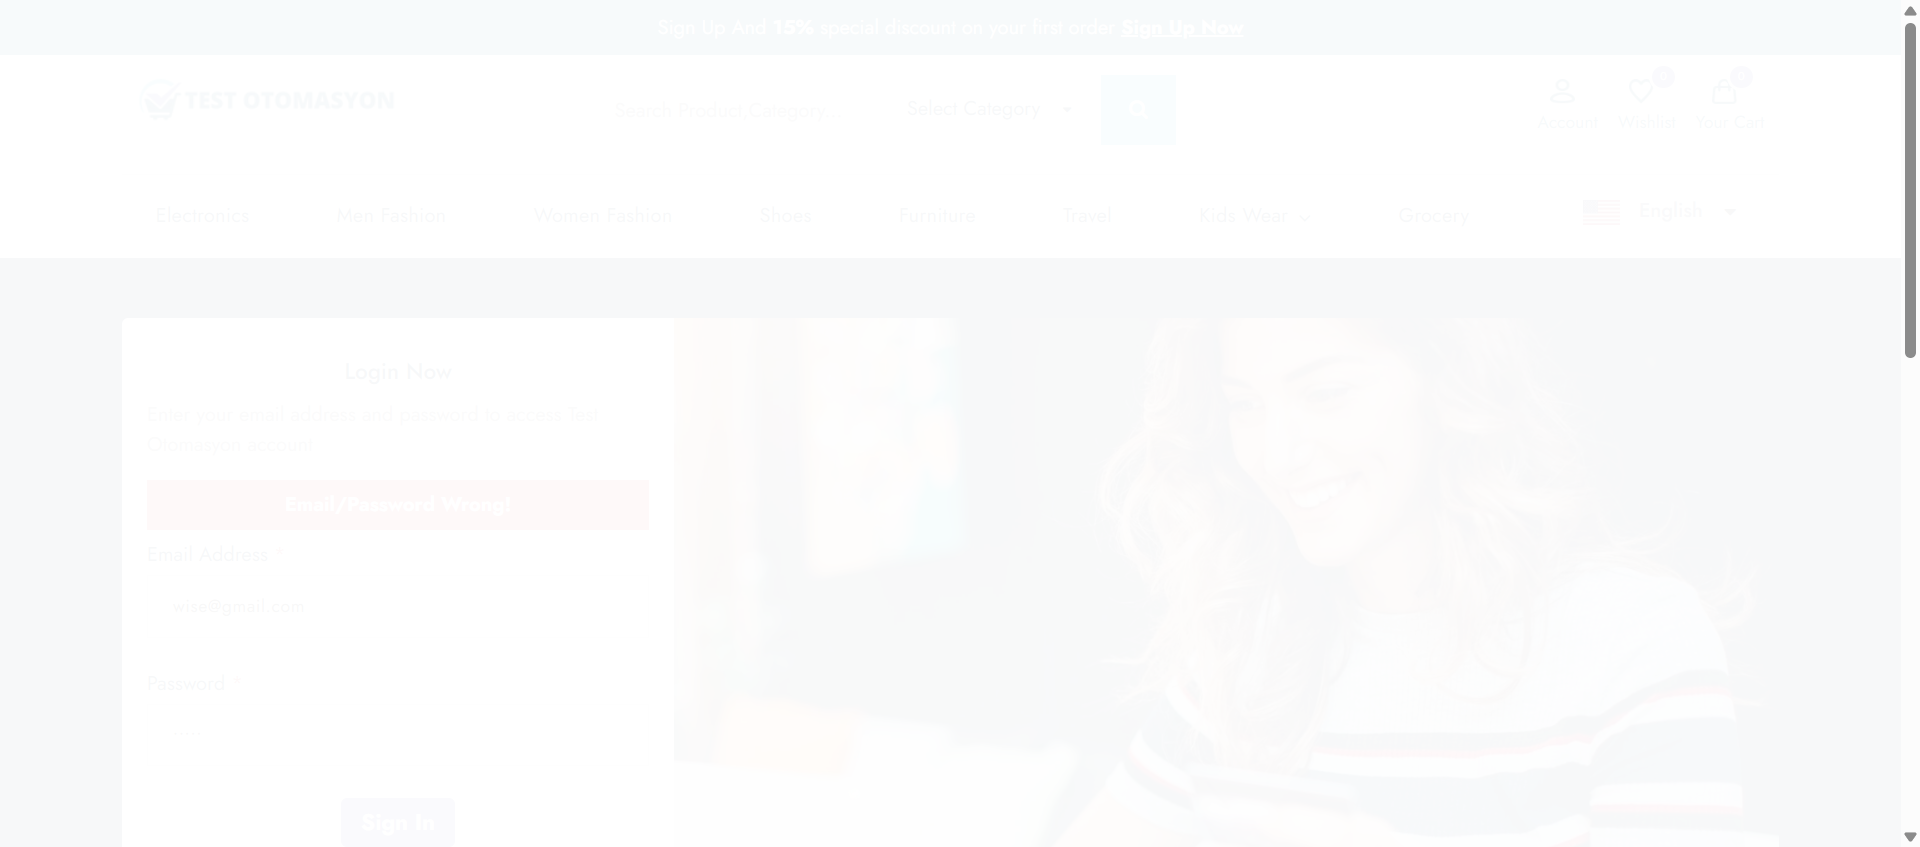 Sign Up And 15% special discount on your first order Sign Up Now
TEST OTOMASYON
Search Product,Category...
Select Category
0
0
Account
Wishlist
Your Cart
Electronics
Men Fashion
Women Fashion
Shoes
Furniture
Travel
Kids Wear
Grocery
English
Login Now
Enter your email address and password to access Test
Otomasyon account.
Email/Password Wrong!
Email Address *
wise@gmail.com
Password *
Sign In